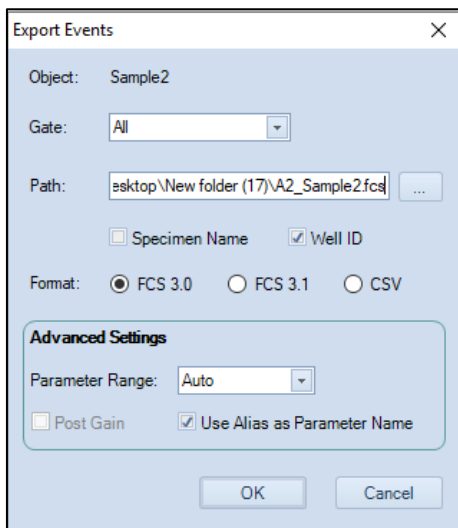 Export Events
Object: Sample2
Gate: All
Path: esktop\New folder (17)\A2_Sample2.fcs ...
Specimen Name Well ID
Format: FCS 3.0 FCS 3.1 CSV
Advanced Settings
Parameter Range: Auto
Post Gain Use Alias as Parameter Name
OK Cancel